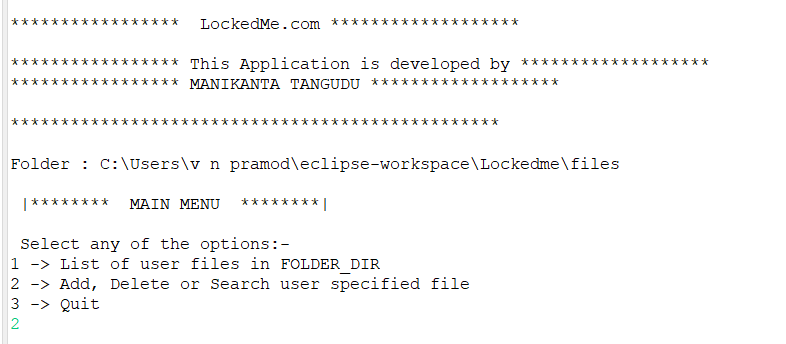 *****************  LockedMe.com *******************
***************** This Application is developed by *******************
***************** MANIKANTA TANGUDU *******************
*************************************************
Folder : C:\Users\v n pramod\eclipse-workspace\Lockedme\files
|********  MAIN MENU  ********|
Select any of the options:-
1 -> List of user files in FOLDER_DIR
2 -> Add, Delete or Search user specified file
3 -> Quit
2